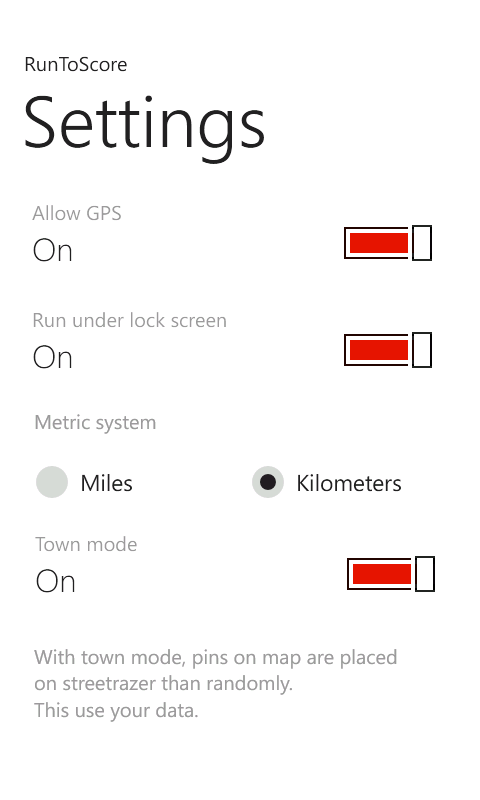 RunToScore
Settings
Allow GPS
On
Run under lock screen
On
Metric system
Miles Kilometers
Town mode
On
With town mode, pins on map are placed
on streetrazer than randomly.
This use your data.